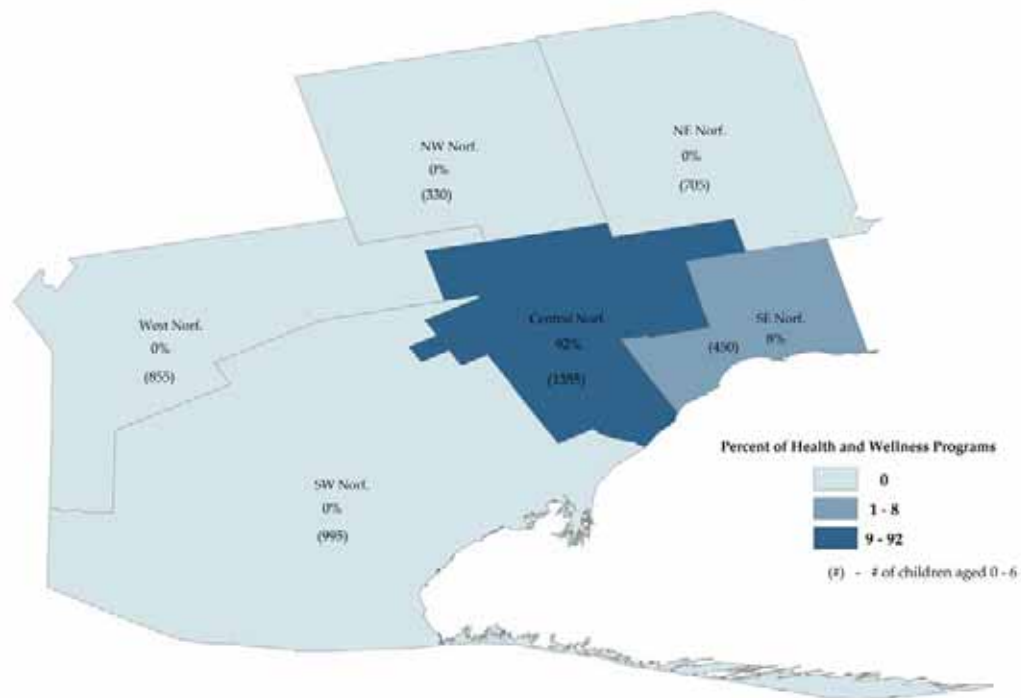 NW Norf.
0%
(330)
NE Norf.
0%
(705)
West Norf.
0%
(855)
Central Norf.
92%
SE Norf.
(450) 8%
SW Norf.
0%
(995)
Percent of Health and Wellness Programs
0
1 - 8
9 - 92
(#) - # of children aged 0 - 6